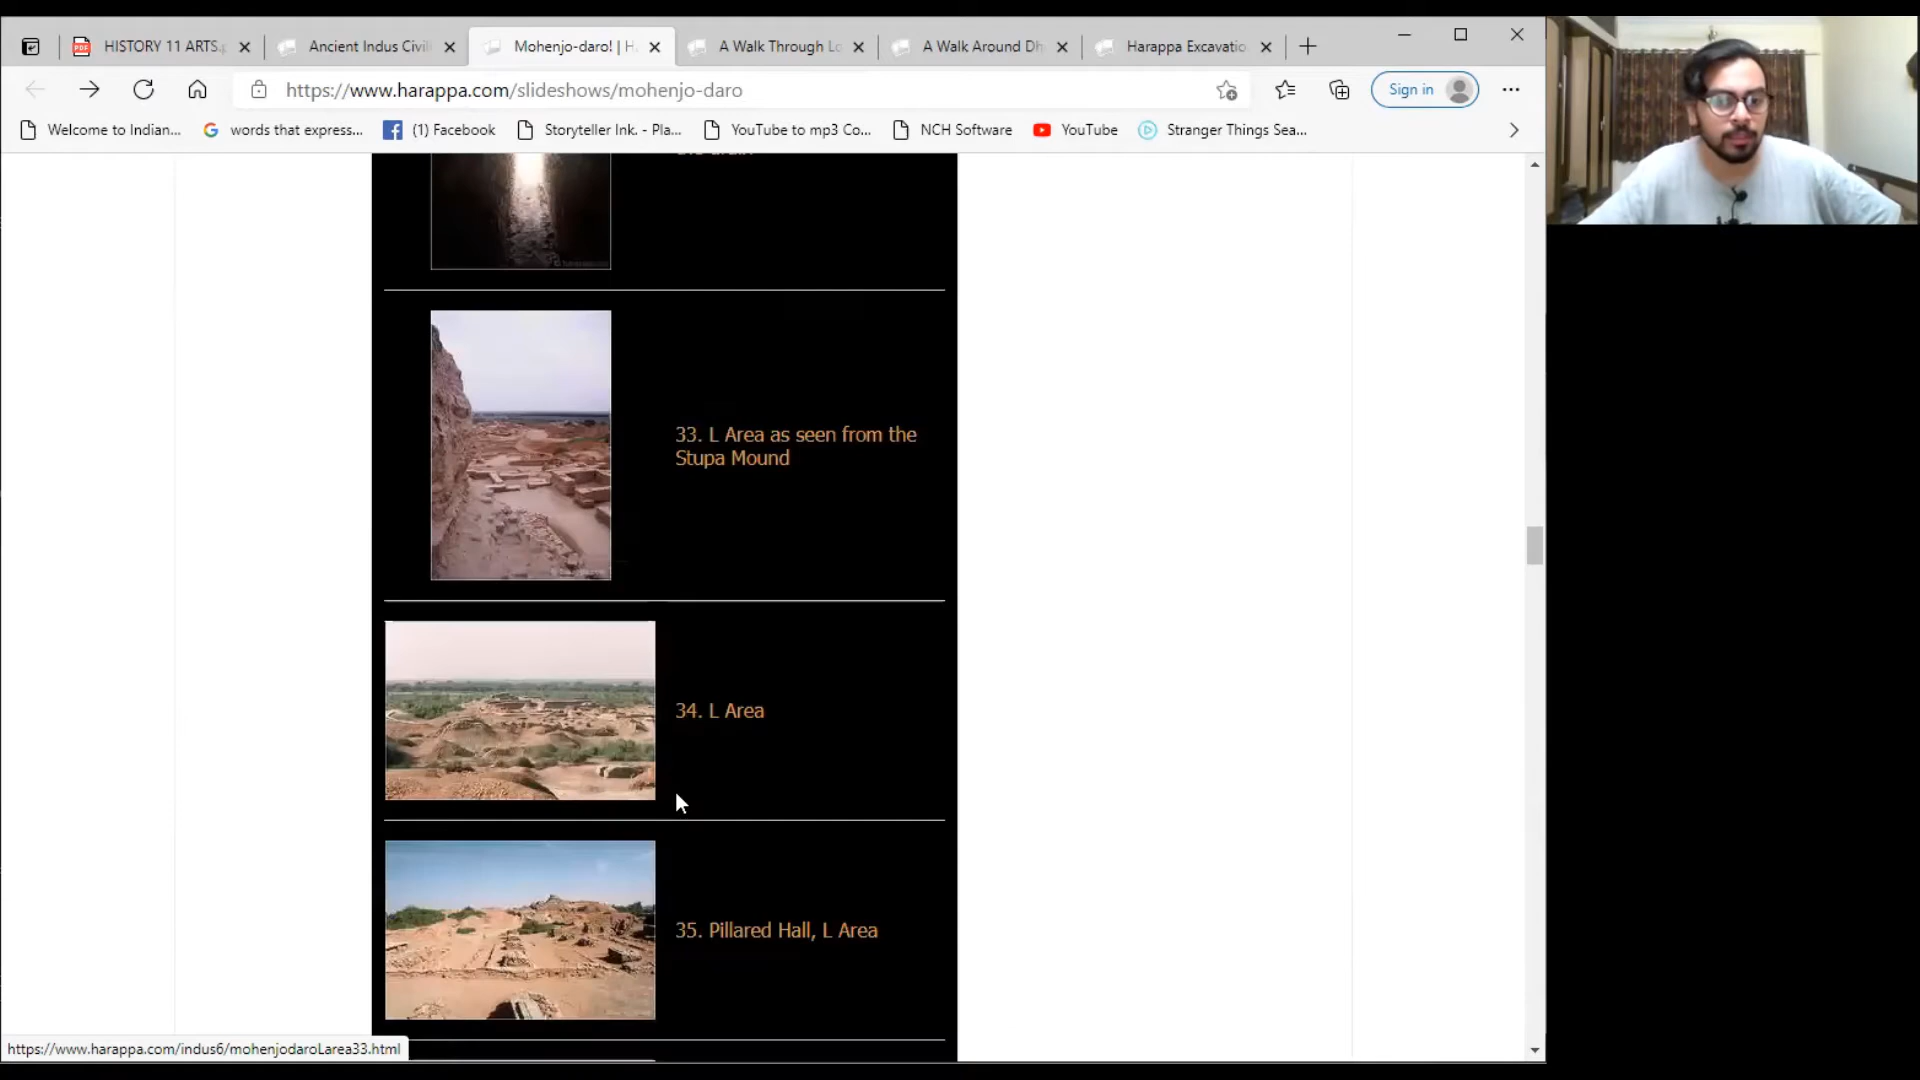 HISTORY 11 ARTS.p
Ancient Indus Civil
Mohenjo-daro! | H
A Walk Through Lo
A Walk Around Dh
Harappa Excavatio
https://www.harappa.com/slideshows/mohenjo-daro
Sign in
Welcome to Indian...
words that express...
(1) Facebook
Storyteller Ink. - Pla...
YouTube to mp3 Co...
NCH Software
YouTube
Stranger Things Sea...
33. L Area as seen from the
Stupa Mound
34. L Area
35. Pillared Hall, L Area
https://www.harappa.com/indus6/mohenjodaroLarea33.html